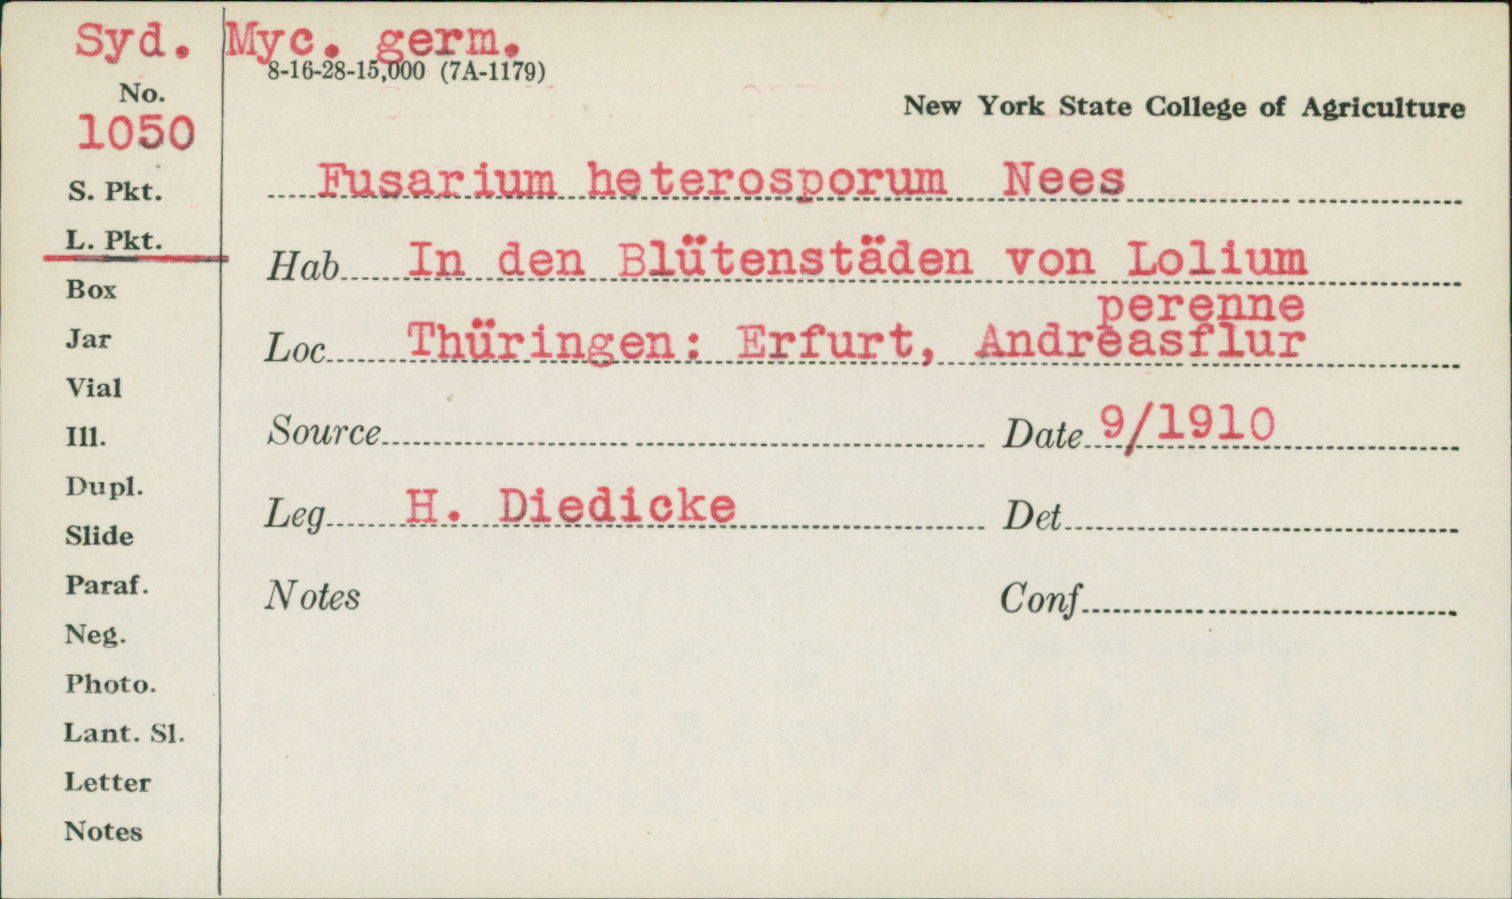 Syd. Myc. germ.
8-16-28-15,000 (7A-1179)
No.
New York State College of Agriculture
1050
Fusarium heterosporum Nees
S. Pkt.
L. Pkt.
Hab In den Blütenstäden von Lolium
perenne
Box
Jar
Loc Thüringen: Erfurt, Andreasflur
Vial
Ill.
Source Date 9/1910
Dupl.
Leg H. Diedicke Det
Slide
Paraf.
Notes Conf
Neg.
Photo.
Lant. Sl.
Letter
Notes